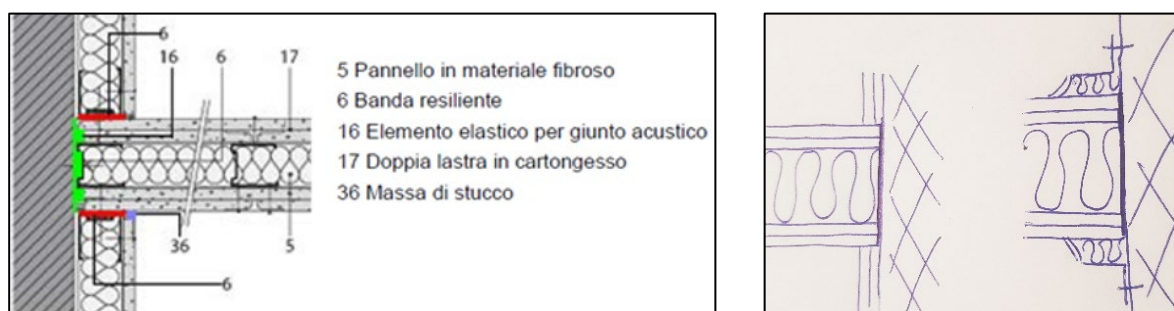 6
16
6
17
5 Pannello in materiale fibroso
6 Banda resiliente
16 Elemento elastico per giunto acustico
17 Doppia lastra in cartongesso
36 Massa di stucco
36
5
6